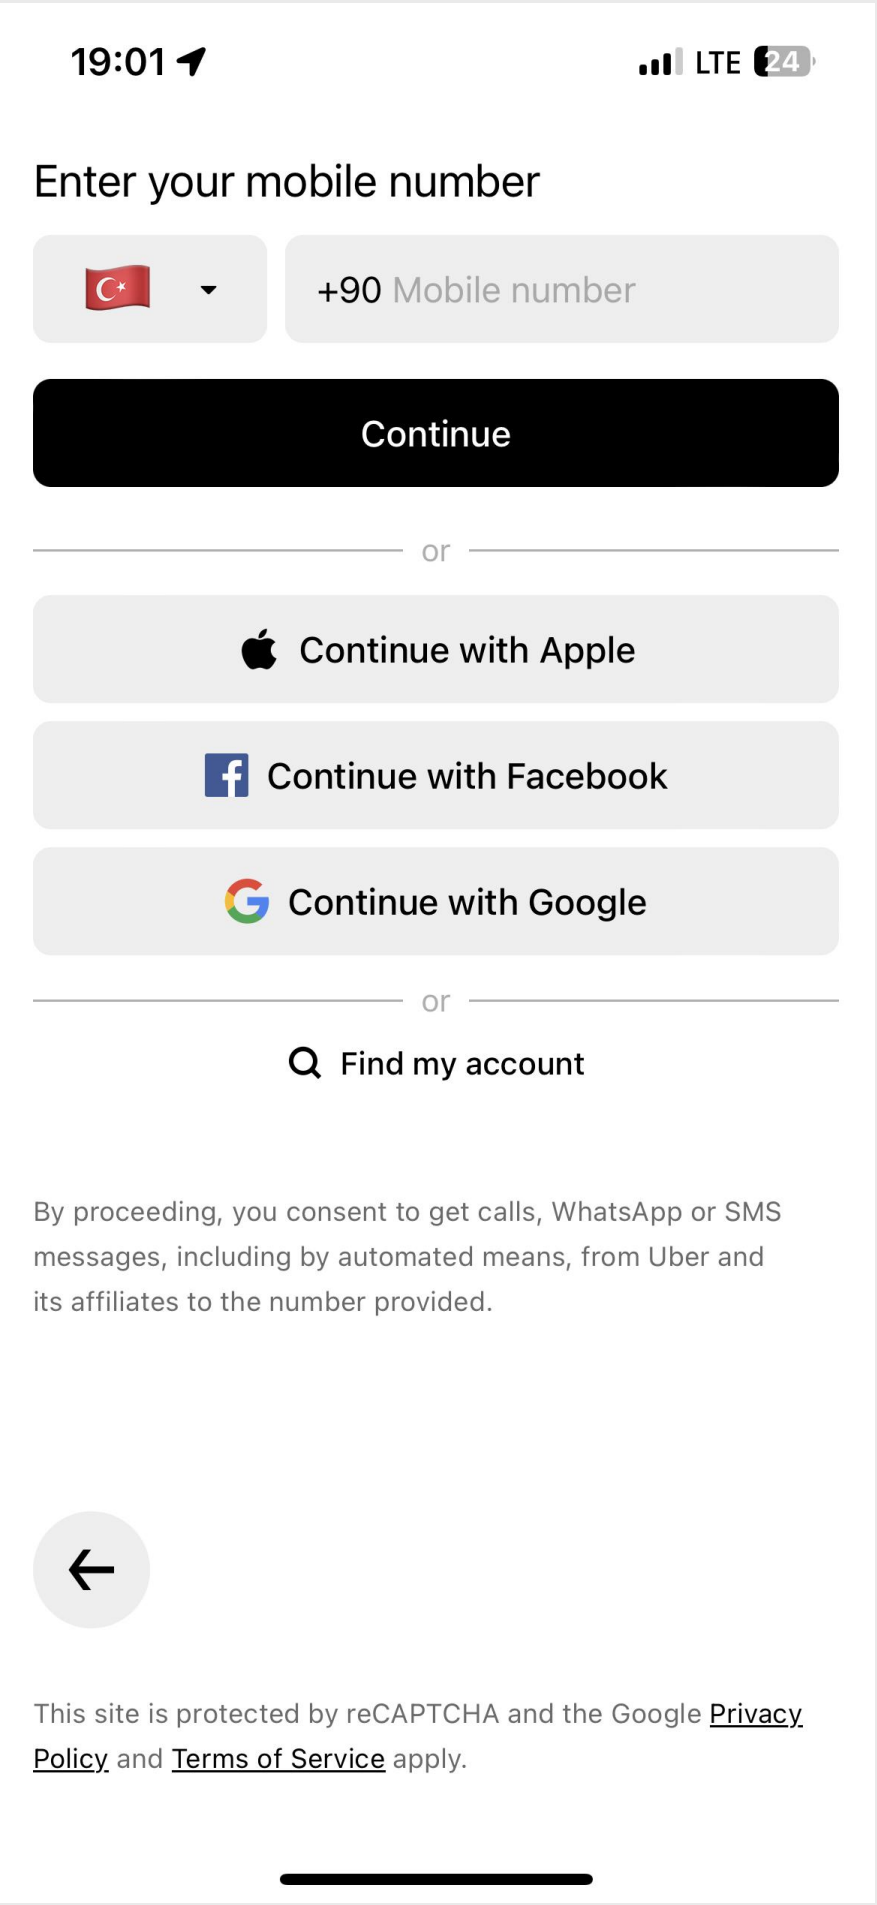 19:01 LTE 24
Enter your mobile number
+90 Mobile number
Continue
or
Continue with Apple
Continue with Facebook
Continue with Google
or
Find my account
By proceeding, you consent to get calls, WhatsApp or SMS
messages, including by automated means, from Uber and
its affiliates to the number provided.
This site is protected by reCAPTCHA and the Google Privacy
Policy and Terms of Service apply.